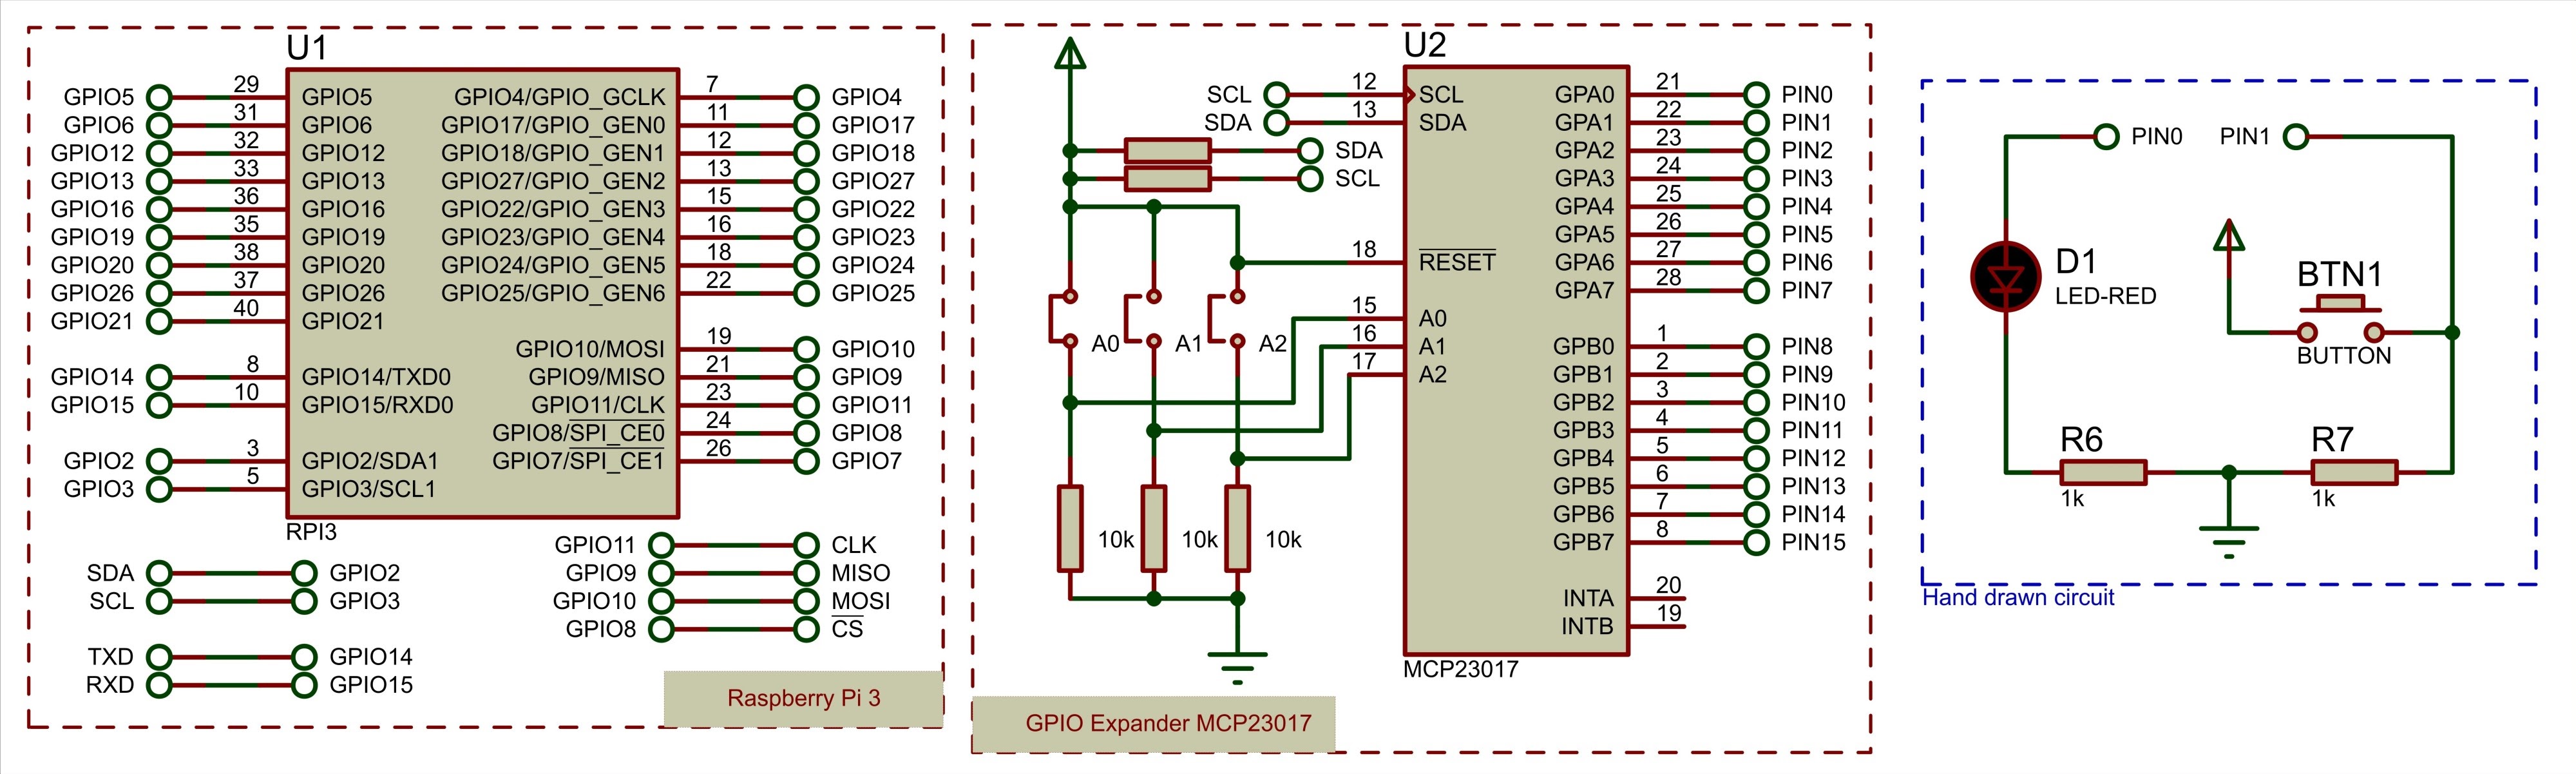 U1
GPIO5 29 GPIO5 GPIO4/GPIO_GCLK 7 GPIO4
GPIO6 31 GPIO6 GPIO17/GPIO_GEN0 11 GPIO17
GPIO12 32 GPIO12 GPIO18/GPIO_GEN1 12 GPIO18
GPIO13 33 GPIO13 GPIO27/GPIO_GEN2 13 GPIO27
GPIO16 36 GPIO16 GPIO22/GPIO_GEN3 15 GPIO22
GPIO19 35 GPIO19 GPIO23/GPIO_GEN4 16 GPIO23
GPIO20 38 GPIO20 GPIO24/GPIO_GEN5 18 GPIO24
GPIO26 37 GPIO26 GPIO25/GPIO_GEN6 22 GPIO25
GPIO21 40 GPIO21
GPIO10/MOSI 19 GPIO10
GPIO14 8 GPIO14/TXD0 GPIO9/MISO 21 GPIO9
GPIO15 10 GPIO15/RXD0 GPIO11/CLK 23 GPIO11
GPIO8/SPI_CE0 24 GPIO8
GPIO2 3 GPIO2/SDA1 GPIO7/SPI_CE1 26 GPIO7
GPIO3 5 GPIO3/SCL1
RPI3
GPIO11 CLK
SDA GPIO2 GPIO9 MISO
SCL GPIO3 GPIO10 MOSI
GPIO8 CS
TXD GPIO14
RXD GPIO15
Raspberry Pi 3
U2
SCL 12 SCL GPA0 21 PIN0
SDA 13 SDA GPA1 22 PIN1
SDA GPA2 23 PIN2
SCL GPA3 24 PIN3
GPA4 25 PIN4
GPA5 26 PIN5
18 RESET GPA6 27 PIN6
GPA7 28 PIN7
15 A0
A0 A1 A2 16 A1 GPB0 1 PIN8
17 A2 GPB1 2 PIN9
GPB2 3 PIN10
GPB3 4 PIN11
GPB4 5 PIN12
GPB5 6 PIN13
GPB6 7 PIN14
10k 10k 10k GPB7 8 PIN15
INTA 20
INTB 19
MCP23017
GPIO Expander MCP23017
PIN0 PIN1
D1
LED-RED
BTN1
BUTTON
R6 R7
1k 1k
Hand drawn circuit